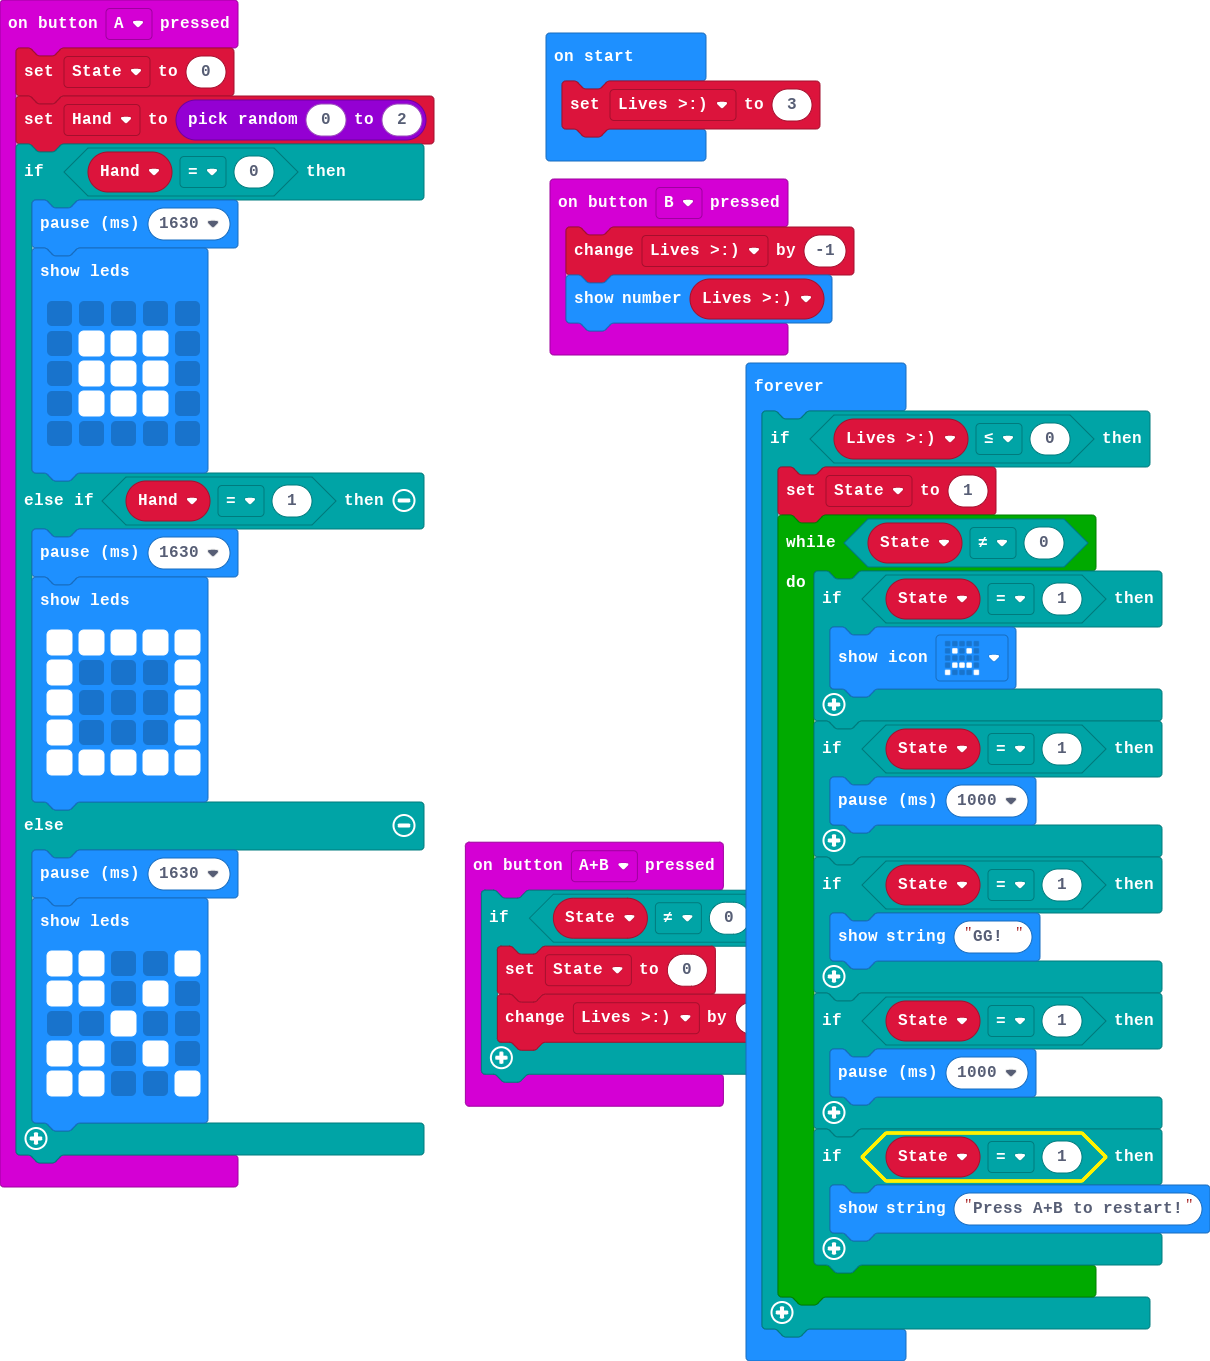 on button A pressed
set State to 0
set Hand to pick random 0 to 2
if Hand = 0 then
pause (ms) 1630
show leds
else if Hand = 1 then
pause (ms) 1630
show leds
else
pause (ms) 1630
show leds
on start
set Lives >:) to 3
on button B pressed
change Lives >:) by -1
show number Lives >:)
on button A+B pressed
if State ≠ 0
set State to 0
change Lives >:) by
forever
if Lives >:) ≤ 0 then
set State to 1
while State ≠ 0
do
if State = 1 then
show icon
if State = 1 then
pause (ms) 1000
if State = 1 then
show string "GG! "
if State = 1 then
pause (ms) 1000
if State = 1 then
show string "Press A+B to restart!"